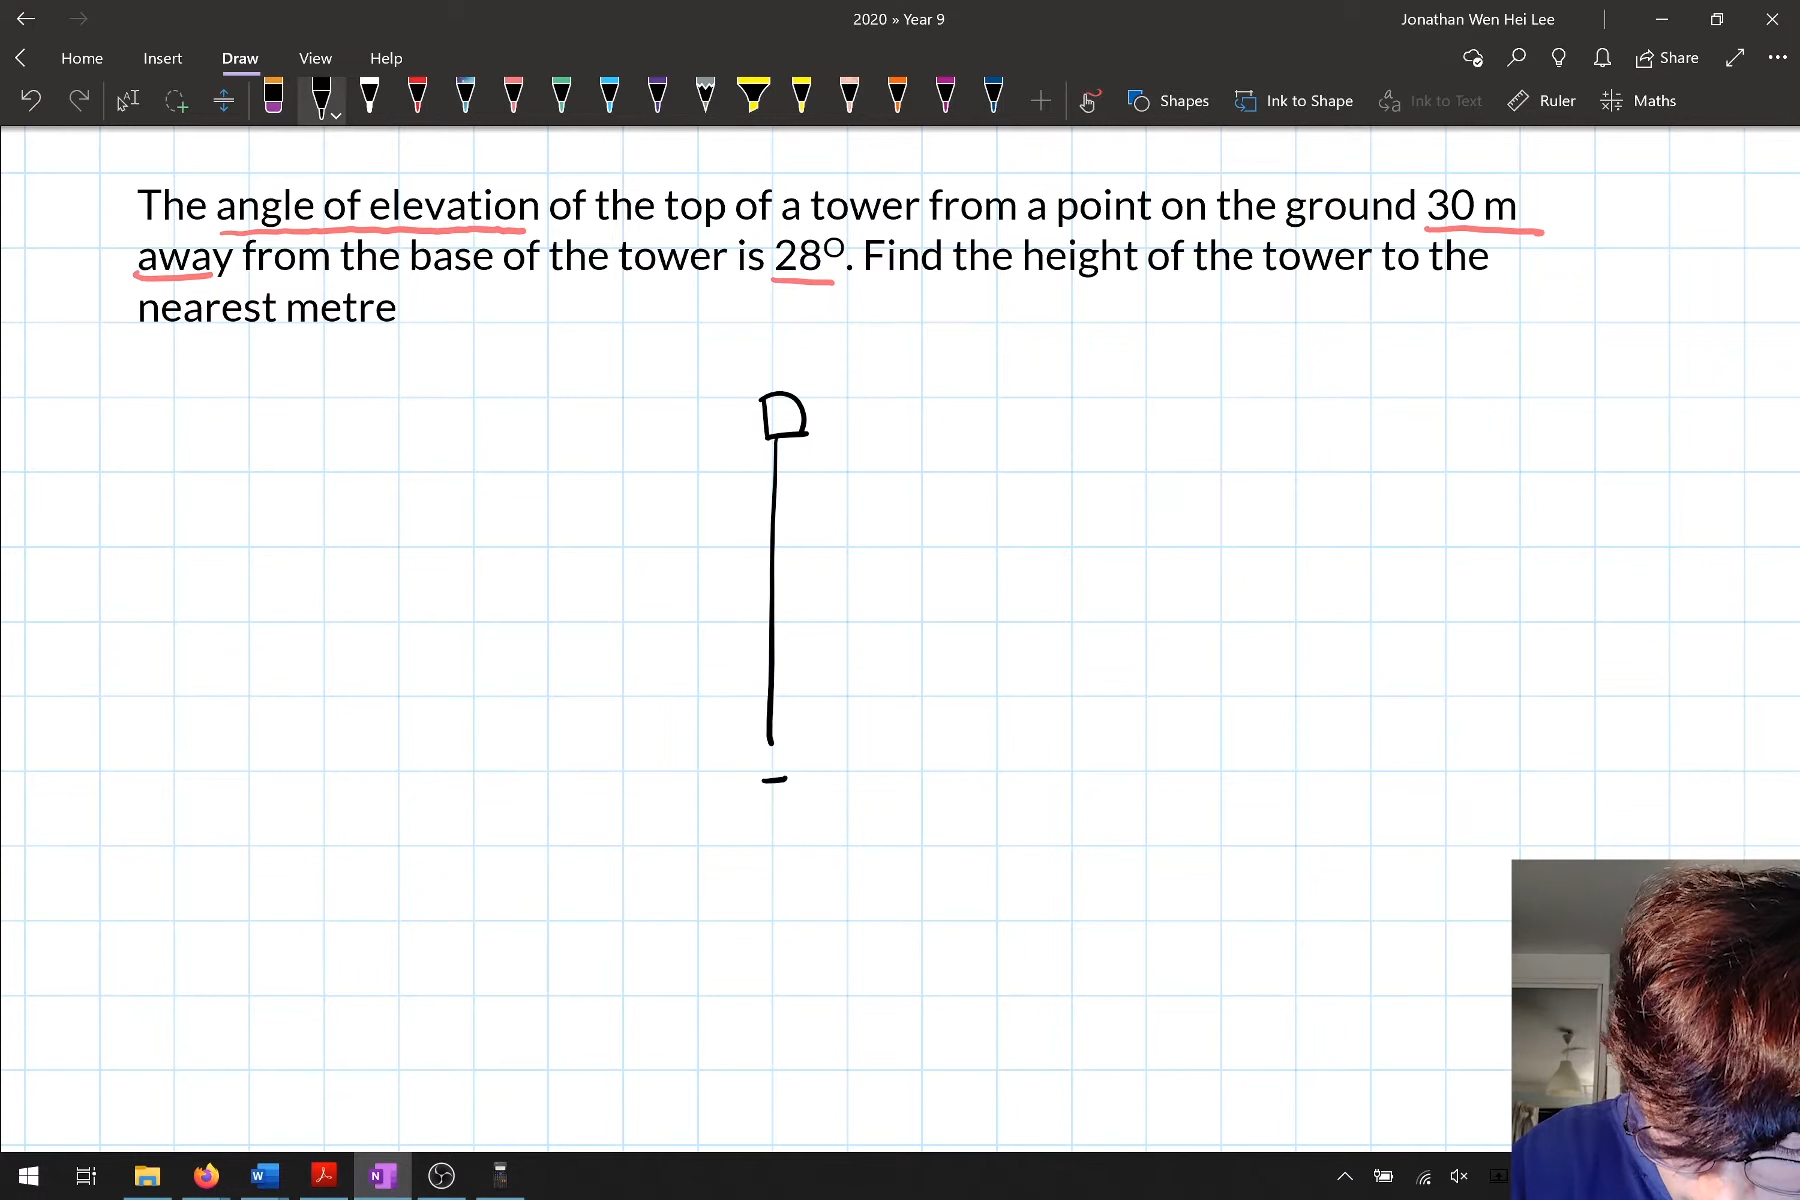 2020 » Year 9
Jonathan Wen Hei Lee
Home Insert Draw View Help
Share
Shapes Ink to Shape Ink to Text Ruler Maths
The angle of elevation of the top of a tower from a point on the ground 30 m
away from the base of the tower is 28°. Find the height of the tower to the
nearest metre